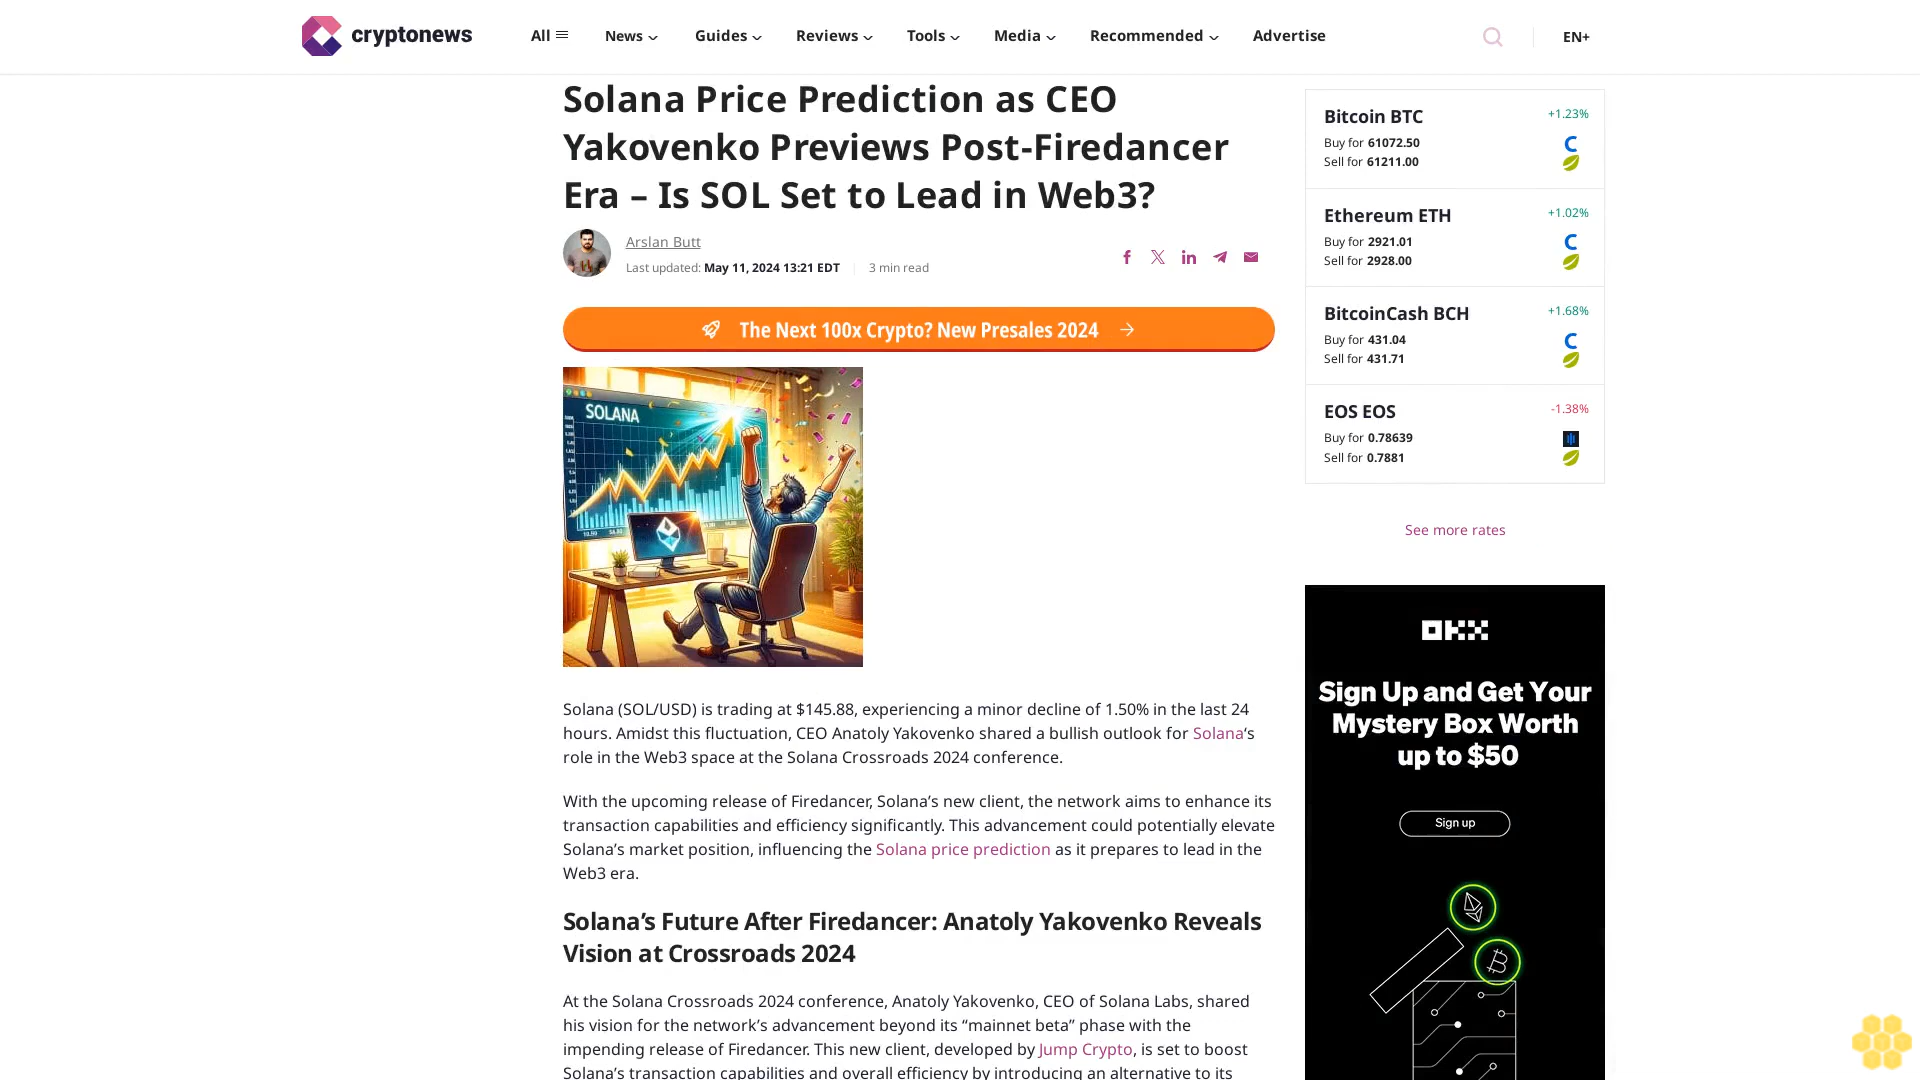 cryptonews
All
News
Guides
Reviews
Tools
Media
Recommended
Advertise
EN+
Solana Price Prediction as CEO
Yakovenko Previews Post-Firedancer
Era – Is SOL Set to Lead in Web3?
Arslan Butt
Last updated: May 11, 2024 13:21 EDT
3 min read
The Next 100x Crypto? New Presales 2024
SOLANA
Solana (SOL/USD) is trading at $145.88, experiencing a minor decline of 1.50% in the last 24
hours. Amidst this fluctuation, CEO Anatoly Yakovenko shared a bullish outlook for Solana‘s
role in the Web3 space at the Solana Crossroads 2024 conference.
With the upcoming release of Firedancer, Solana’s new client, the network aims to enhance its
transaction capabilities and efficiency significantly. This advancement could potentially elevate
Solana’s market position, influencing the Solana price prediction as it prepares to lead in the
Web3 era.
Solana’s Future After Firedancer: Anatoly Yakovenko Reveals
Vision at Crossroads 2024
At the Solana Crossroads 2024 conference, Anatoly Yakovenko, CEO of Solana Labs, shared
his vision for the network’s advancement beyond its “mainnet beta” phase with the
impending release of Firedancer. This new client, developed by Jump Crypto, is set to boost
Solana’s transaction capabilities and overall efficiency by introducing an alternative to its
Bitcoin BTC
+1.23%
Buy for 61072.50
Sell for 61211.00
Ethereum ETH
+1.02%
Buy for 2921.01
Sell for 2928.00
BitcoinCash BCH
+1.68%
Buy for 431.04
Sell for 431.71
EOS EOS
-1.38%
Buy for 0.78639
Sell for 0.7881
See more rates
OKX
Sign Up and Get Your
Mystery Box Worth
up to $50
Sign up